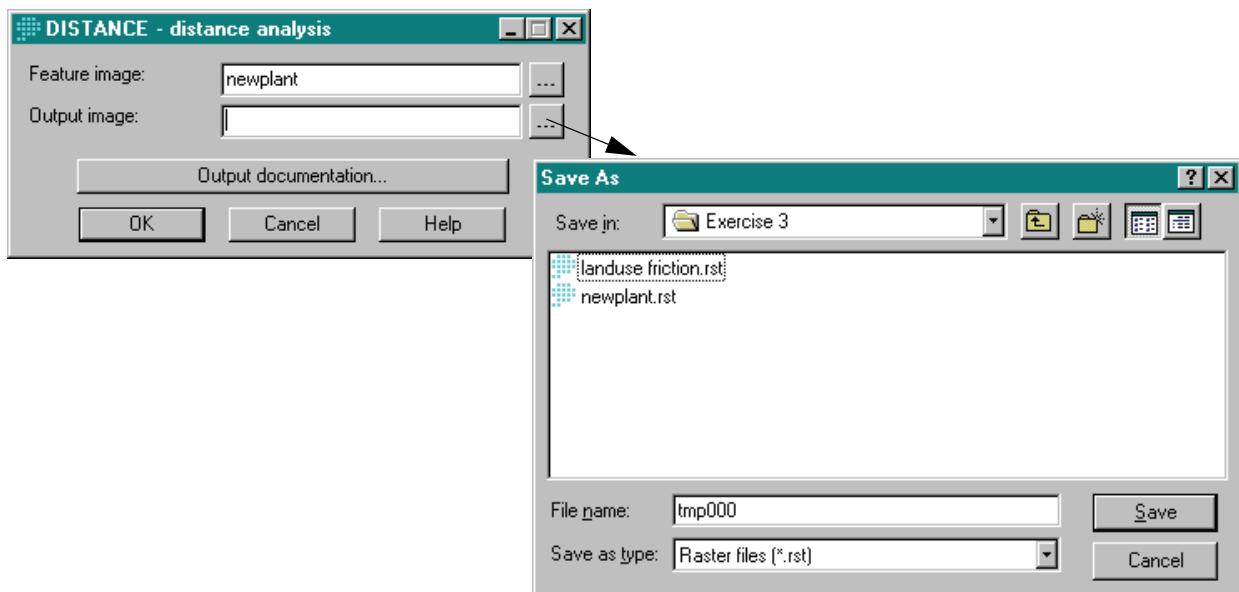 DISTANCE - distance analysis
Feature image: newplant ...
Output image: ...
Output documentation...
OK Cancel Help
Save As
Save in: Exercise 3
landuse friction.rst
newplant.rst
File name: tmp000 Save
Save as type: Raster files (*.rst) Cancel